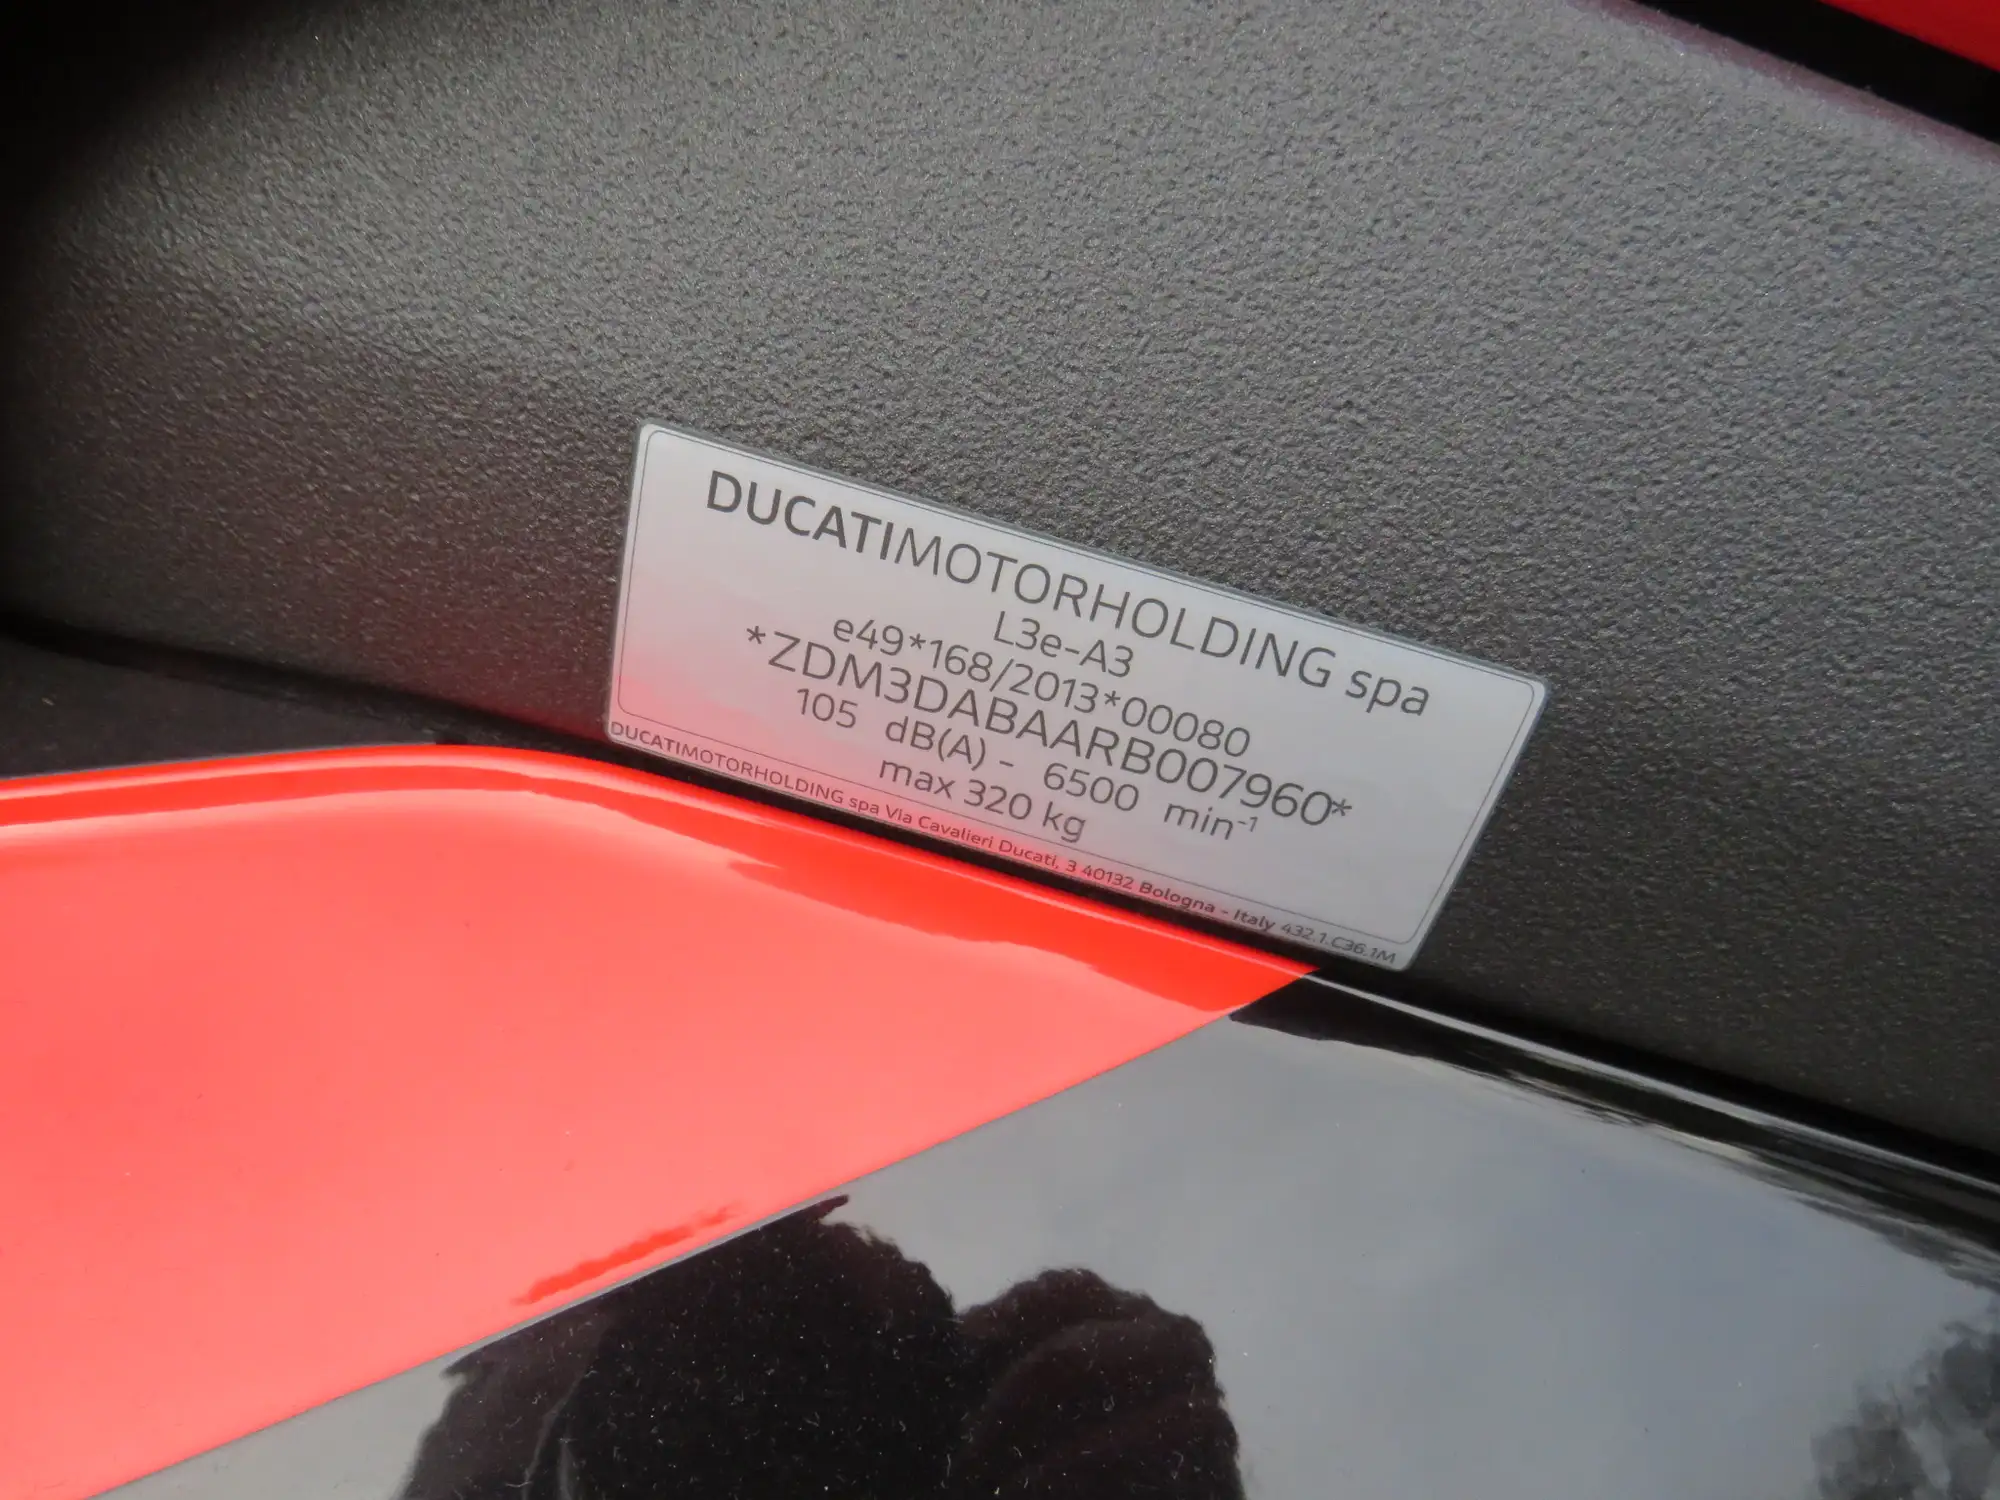 DUCATIMOTORHOLDING spa
L3e-A3
e49*168/2013*00080
*ZDM3DABAARB007960*
105 dB(A) - 6500 min⁻¹
max 320 kg
DUCATIMOTORHOLDING spa Via Cavalieri Ducati, 3 40132 Bologna - Italy 432.1.C36.1M